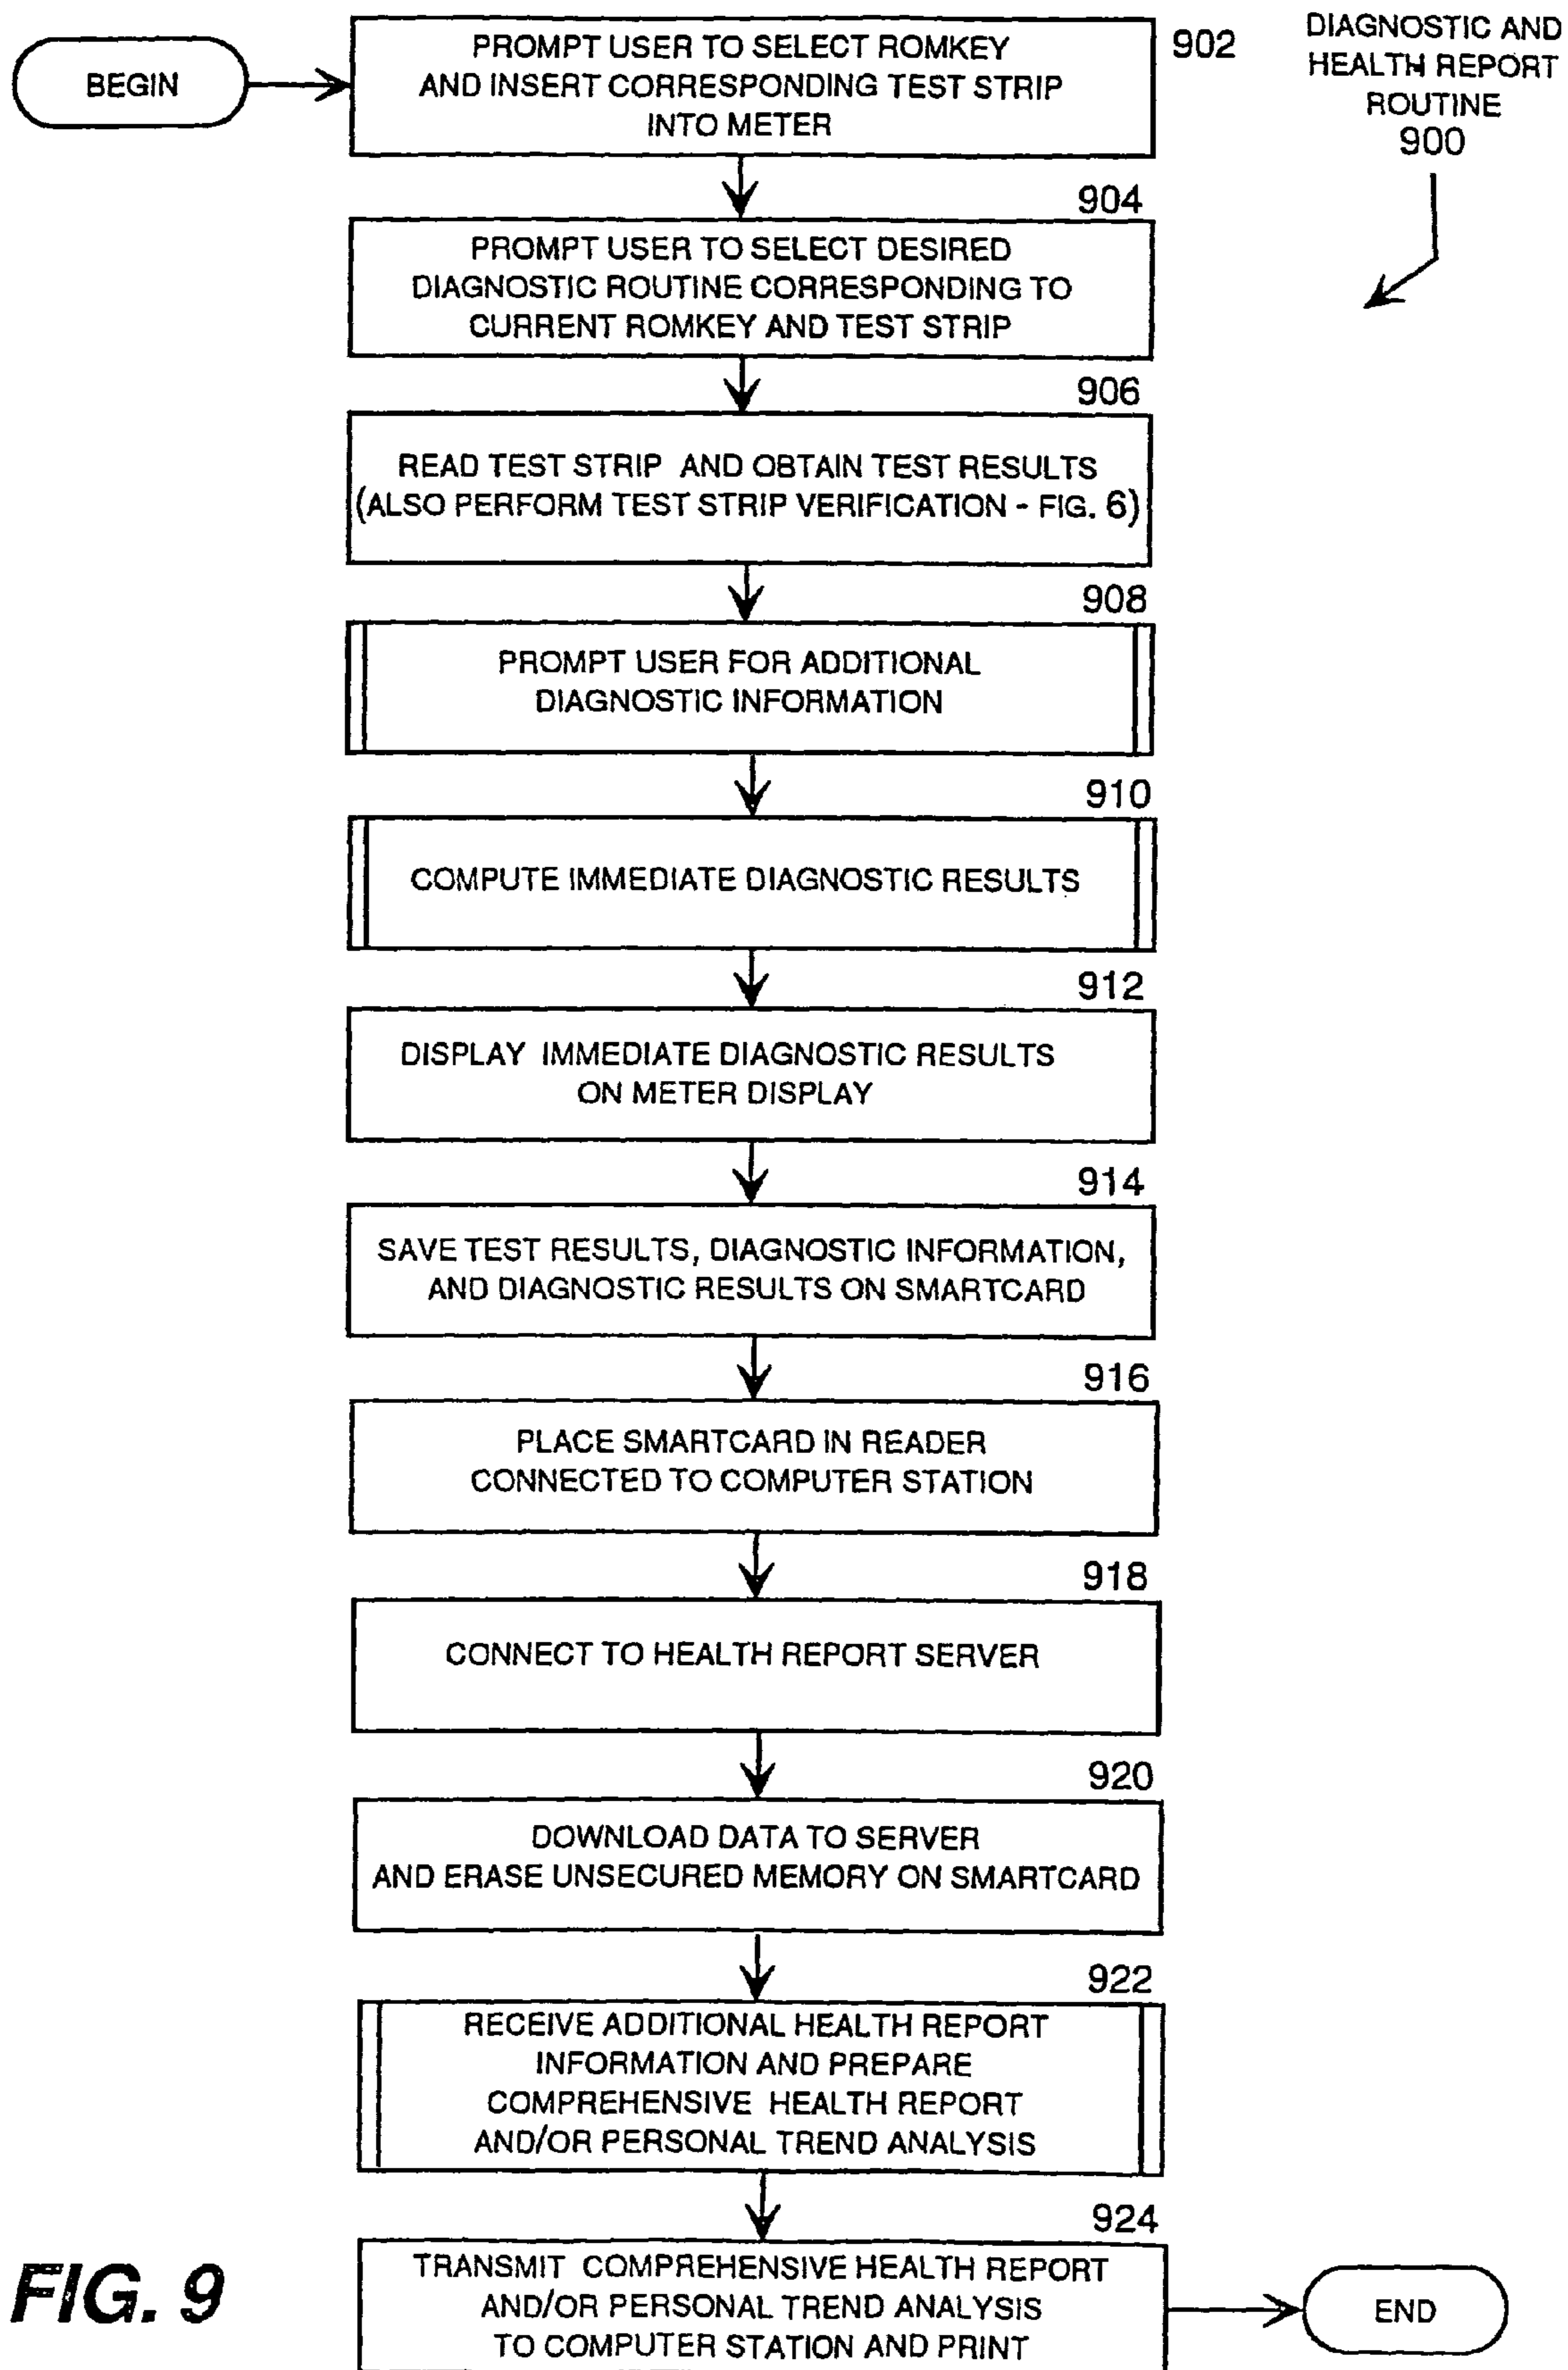 BEGIN
PROMPT USER TO SELECT ROMKEY
AND INSERT CORRESPONDING TEST STRIP
INTO METER
902
DIAGNOSTIC AND
HEALTH REPORT
ROUTINE
900
904
PROMPT USER TO SELECT DESIRED
DIAGNOSTIC ROUTINE CORRESPONDING TO
CURRENT ROMKEY AND TEST STRIP
906
READ TEST STRIP AND OBTAIN TEST RESULTS
(ALSO PERFORM TEST STRIP VERIFICATION - FIG. 6)
908
PROMPT USER FOR ADDITIONAL
DIAGNOSTIC INFORMATION
910
COMPUTE IMMEDIATE DIAGNOSTIC RESULTS
912
DISPLAY IMMEDIATE DIAGNOSTIC RESULTS
ON METER DISPLAY
914
SAVE TEST RESULTS, DIAGNOSTIC INFORMATION,
AND DIAGNOSTIC RESULTS ON SMARTCARD
916
PLACE SMARTCARD IN READER
CONNECTED TO COMPUTER STATION
918
CONNECT TO HEALTH REPORT SERVER
920
DOWNLOAD DATA TO SERVER
AND ERASE UNSECURED MEMORY ON SMARTCARD
922
RECEIVE ADDITIONAL HEALTH REPORT
INFORMATION AND PREPARE
COMPREHENSIVE HEALTH REPORT
AND/OR PERSONAL TREND ANALYSIS
924
TRANSMIT COMPREHENSIVE HEALTH REPORT
AND/OR PERSONAL TREND ANALYSIS
TO COMPUTER STATION AND PRINT
END
FIG. 9